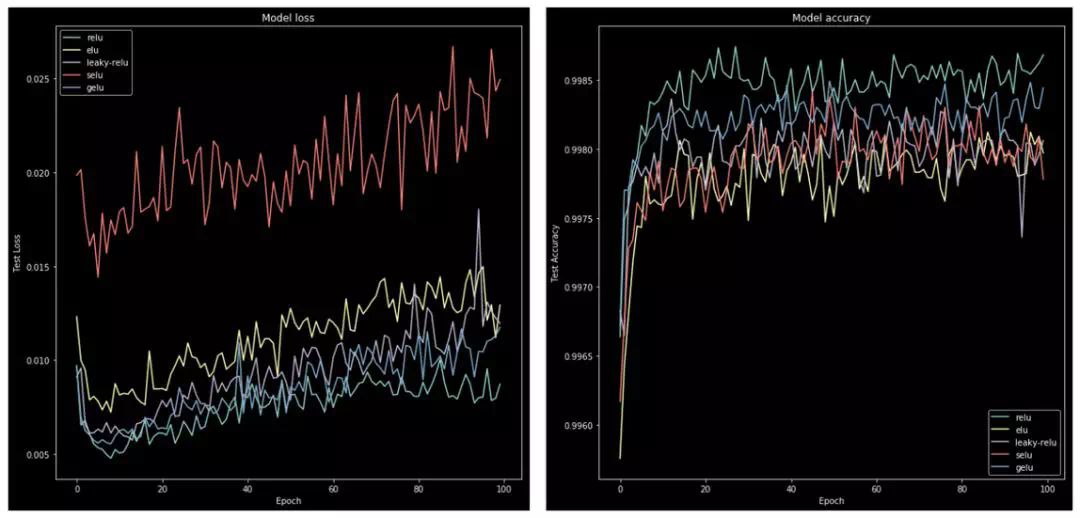 Model loss
relu
elu
leaky-relu
selu
gelu
0.025
0.020
0.015
0.010
0.005
Test Loss
0 20 40 60 80 100
Epoch
Model accuracy
0.9985
0.9980
0.9975
0.9970
0.9965
0.9960
Test Accuracy
relu
elu
leaky-relu
selu
gelu
0 20 40 60 80 100
Epoch